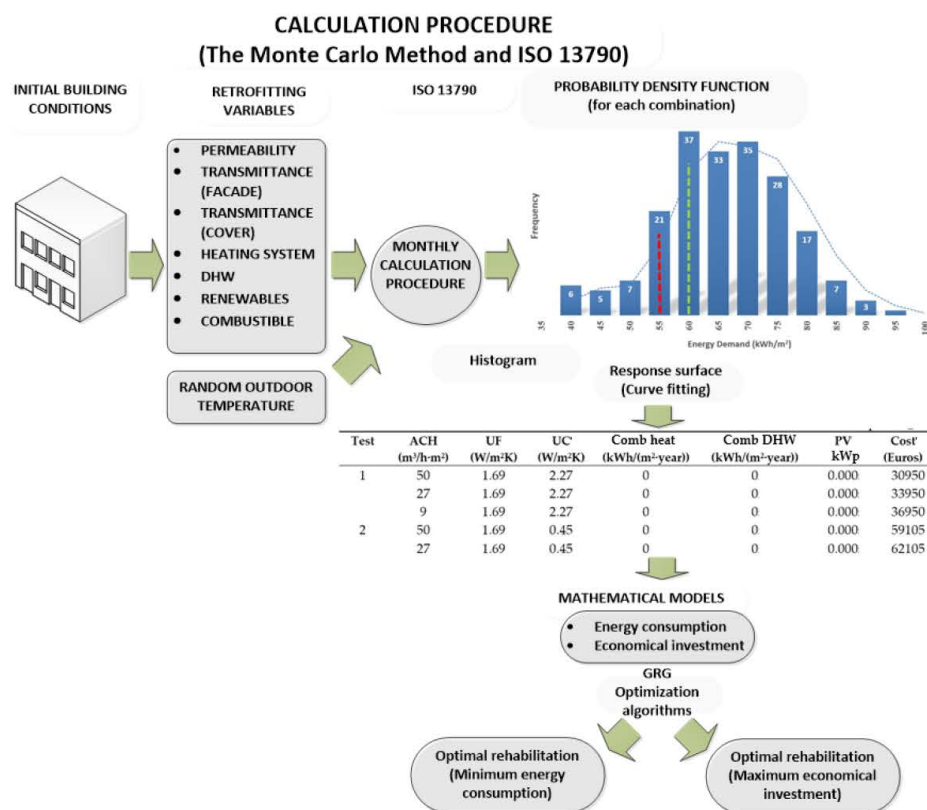 CALCULATION PROCEDURE
(The Monte Carlo Method and ISO 13790)
INITIAL BUILDING
CONDITIONS
RETROFITTING
VARIABLES
ISO 13790
PROBABILITY DENSITY FUNCTION
(for each combination)
• PERMEABILITY
• TRANSMITTANCE
(FACADE)
• TRANSMITTANCE
(COVER)
• HEATING SYSTEM
• DHW
• RENEWABLES
• COMBUSTIBLE
RANDOM OUTDOOR
TEMPERATURE
MONTHLY
CALCULATION
PROCEDURE
Frequency
6 5 7 21 37 33 35 28 17 7 3
35 40 45 50 55 60 65 70 75 80 85 90 95 100
Energy Demand (kWh/m²)
Histogram
Response surface
(Curve fitting)
Test ACH UF UC' Comb heat Comb DHW PV Cost'
(m³/h·m²) (W/m²K) (W/m²K) (kWh/(m²·year)) (kWh/(m²·year)) kWp (Euros)
1 50 1.69 2.27 0 0 0.000 30950
27 1.69 2.27 0 0 0.000 33950
9 1.69 2.27 0 0 0.000 36950
2 50 1.69 0.45 0 0 0.000 59105
27 1.69 0.45 0 0 0.000 62105
MATHEMATICAL MODELS
• Energy consumption
• Economical investment
GRG
Optimization
algorithms
Optimal rehabilitation
(Minimum energy
consumption)
Optimal rehabilitation
(Maximum economical
investment)